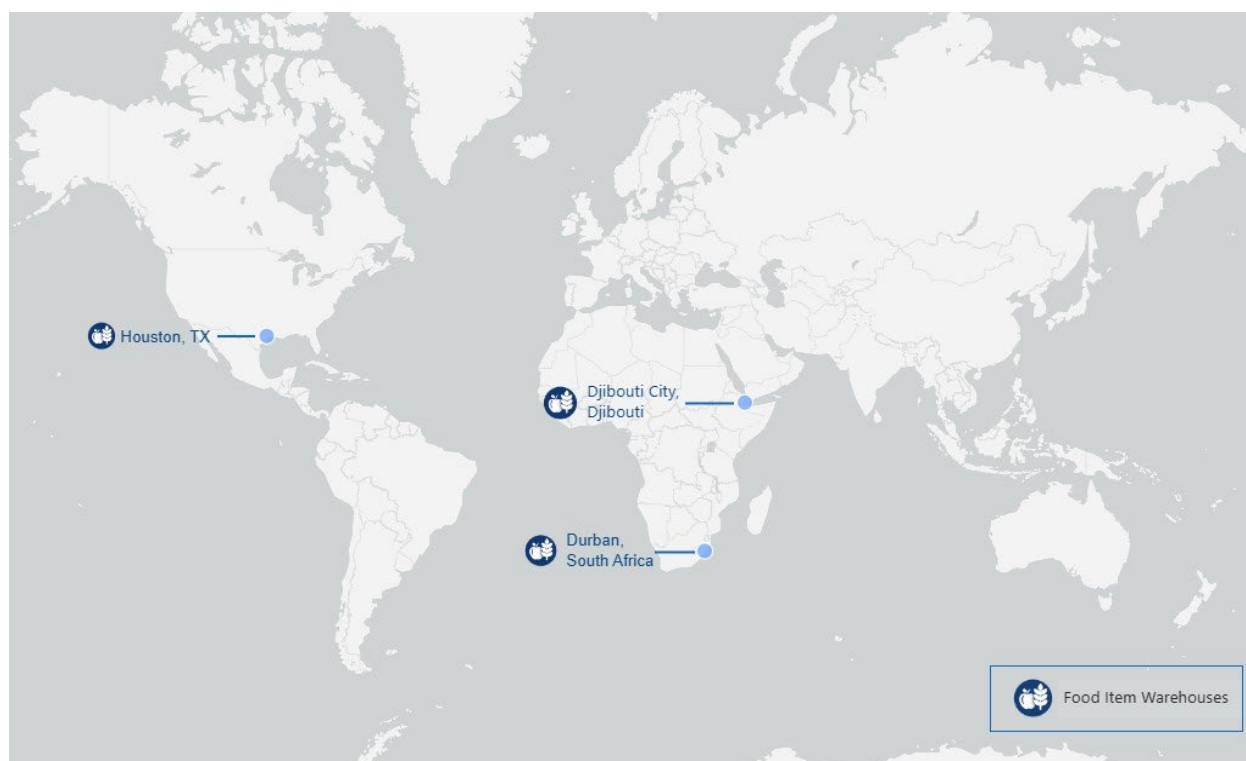 Houston, TX
Djibouti City,
Djibouti
Durban,
South Africa
Food Item Warehouses